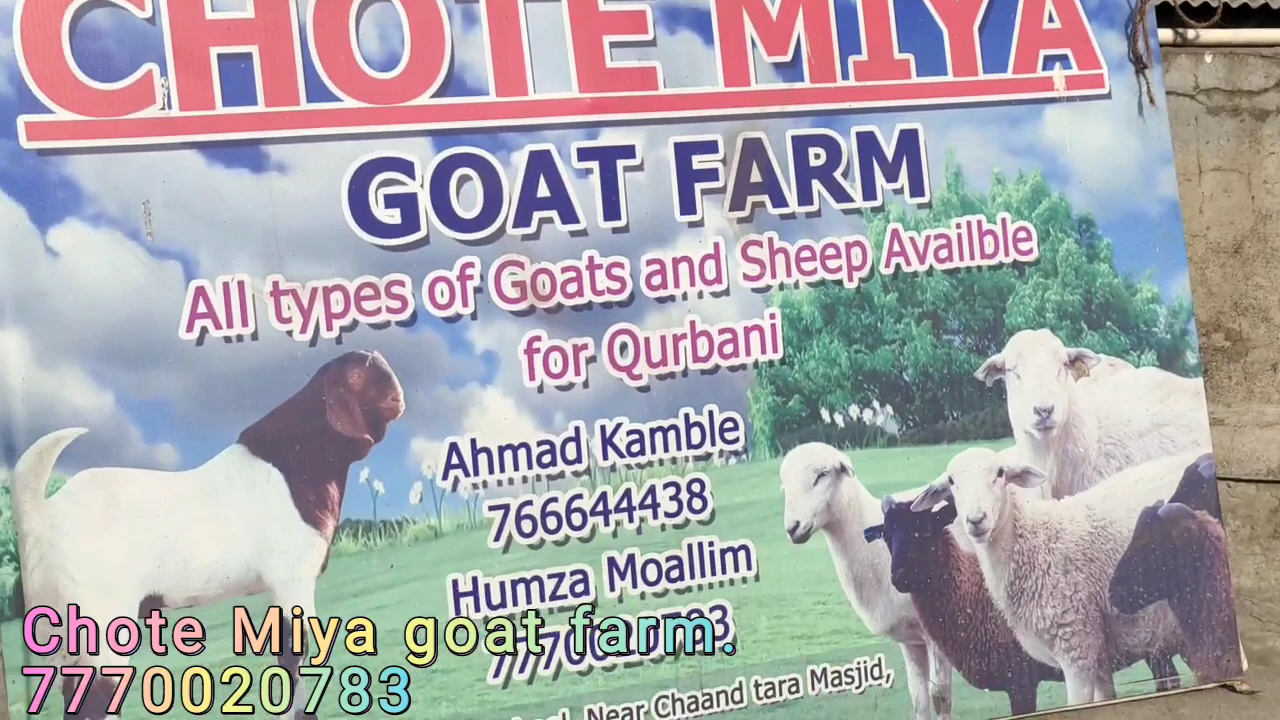 CHOTE MIYA
GOAT FARM
All types of Goats and Sheep Availble
for Qurbani
Ahmad Kamble
766644438
Humza Moallim
7770020783
Near Chaand tara Masjid,
Chote Miya goat farm.
7770020783